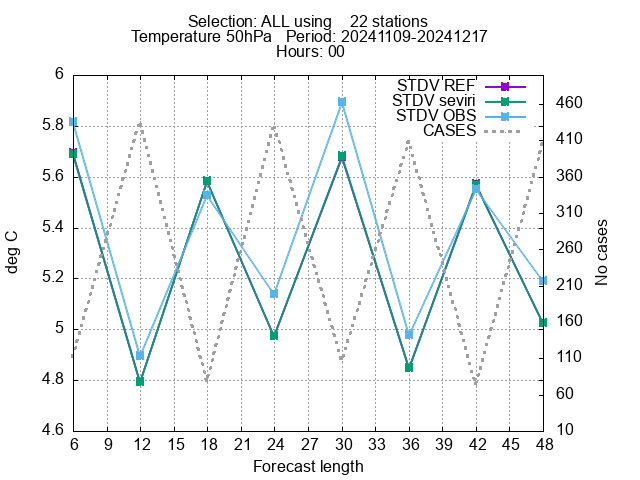 Selection: ALL using    22 stations
Temperature 50hPa   Period: 20241109-20241217
Hours: 00
STDV REF
STDV seviri
STDV OBS
CASES
6
5.8
5.6
5.4
5.2
5
4.8
4.6
deg C
460
410
360
310
260
210
160
110
60
10
No cases
6 9 12 15 18 21 24 27 30 33 36 39 42 45 48
Forecast length